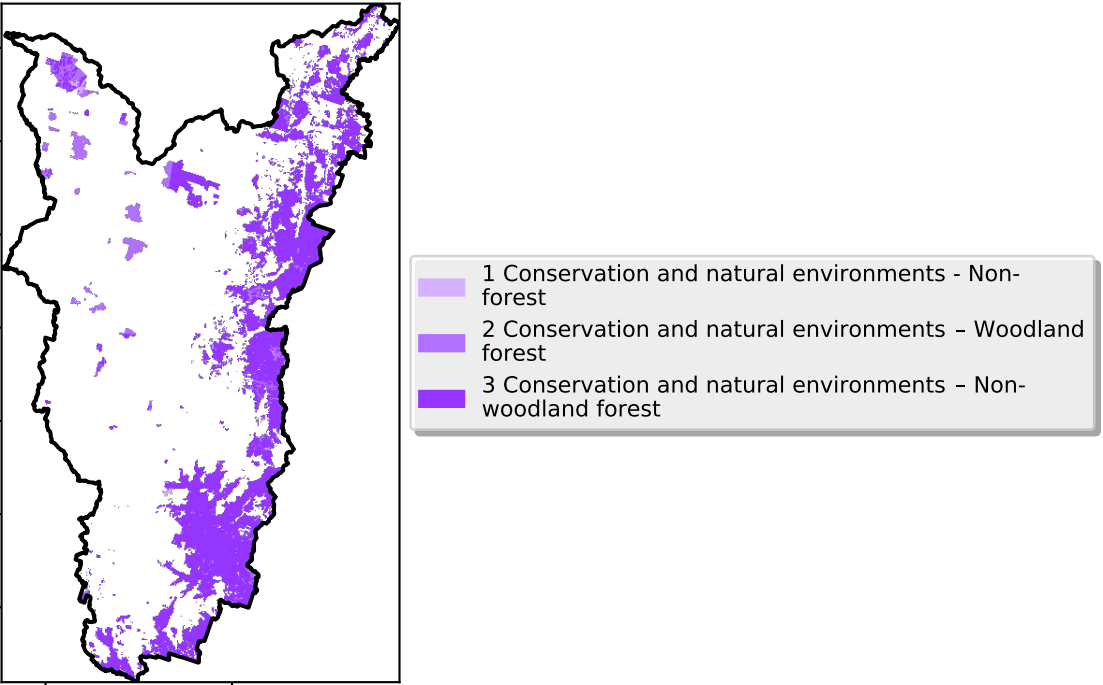 1 Conservation and natural environments - Non-
forest
2 Conservation and natural environments – Woodland
forest
3 Conservation and natural environments – Non-
woodland forest